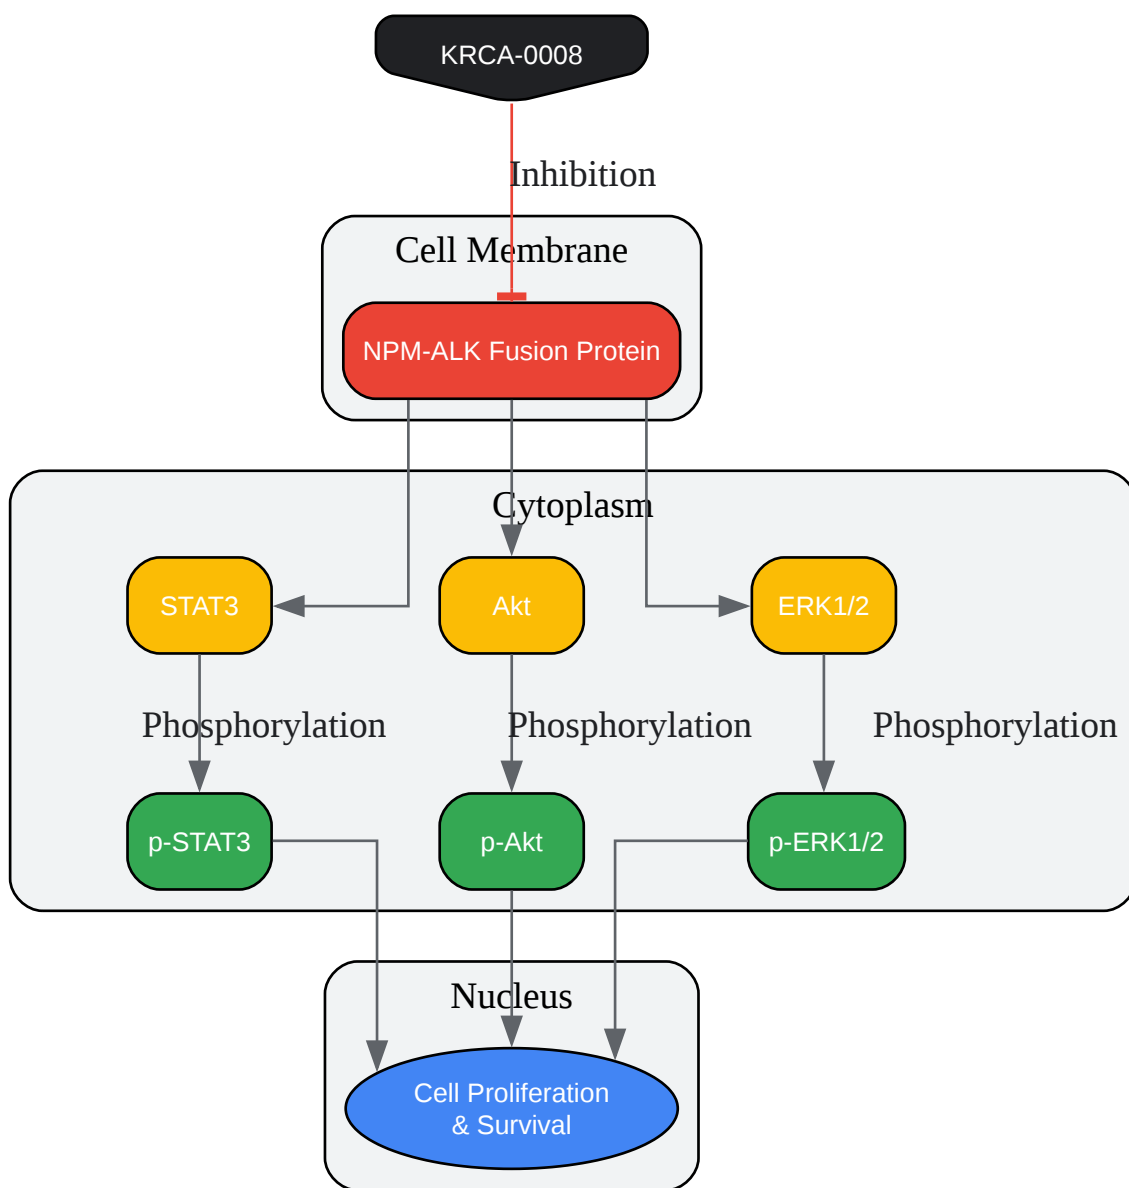 KRCA-0008
Inhibition
Cell Membrane
NPM-ALK Fusion Protein
Cytoplasm
STAT3
Akt
ERK1/2
Phosphorylation
Phosphorylation
Phosphorylation
p-STAT3
p-Akt
p-ERK1/2
Nucleus
Cell Proliferation
& Survival